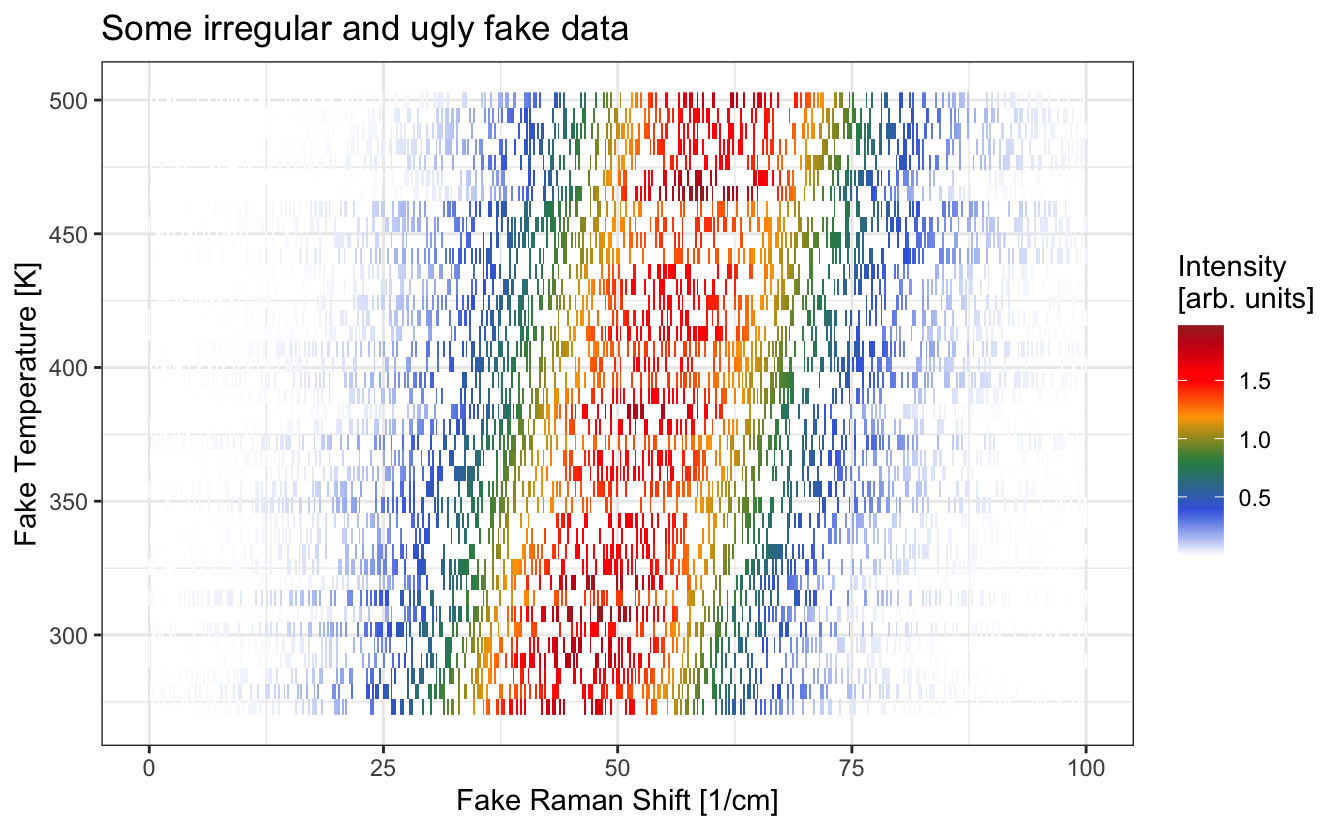 Some irregular and ugly fake data
Fake Temperature [K]
500
450
400
350
300
0
25
50
75
100
Fake Raman Shift [1/cm]
Intensity
[arb. units]
1.5
1.0
0.5